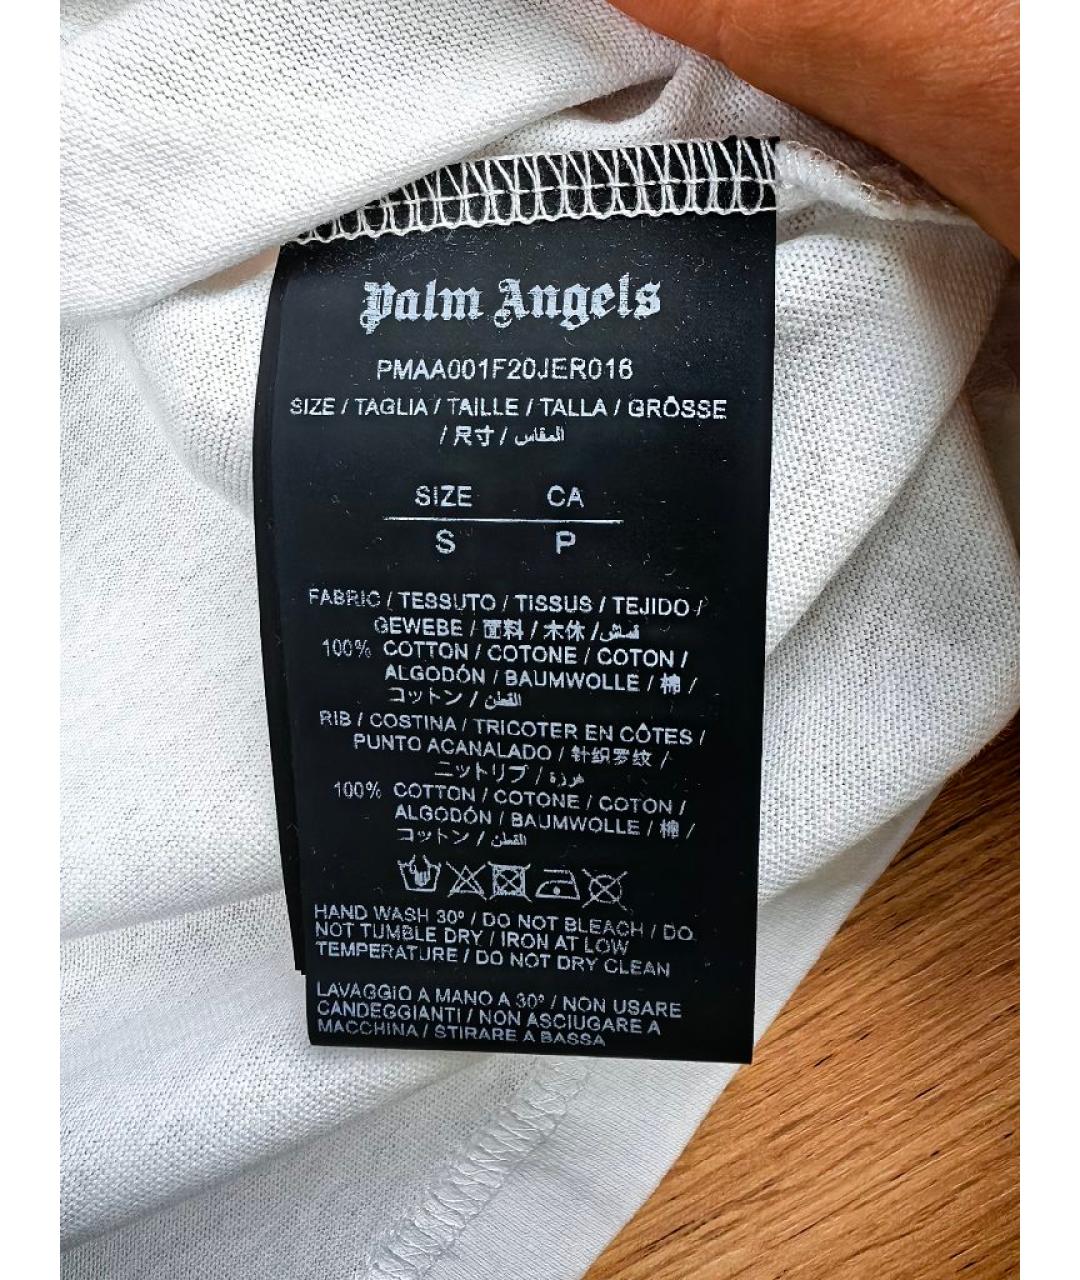 Palm Angels
PMAA001F20JER016
SIZE / TAGLIA / TAILLE / TALLA / GRÖSSE
/ 尺寸 / المقاس
SIZE CA
S P
FABRIC / TESSUTO / TISSUS / TEJIDO /
GEWEBE / 面料 / 木休 / قماش
100% COTTON / COTONE / COTON /
ALGODÓN / BAUMWOLLE / 棉 /
コットン / القطن
RIB / COSTINA / TRICOTER EN CÔTES /
PUNTO ACANALADO / 针织罗纹 /
ニットリブ / غرزة
100% COTTON / COTONE / COTON /
ALGODÓN / BAUMWOLLE / 棉 /
コットン / القطن
HAND WASH 30° / DO NOT BLEACH / DO
NOT TUMBLE DRY / IRON AT LOW
TEMPERATURE / DO NOT DRY CLEAN
LAVAGGIO A MANO A 30° / NON USARE
CANDEGGIANTI / NON ASCIUGARE A
MACCHINA / STIRARE A BASSA